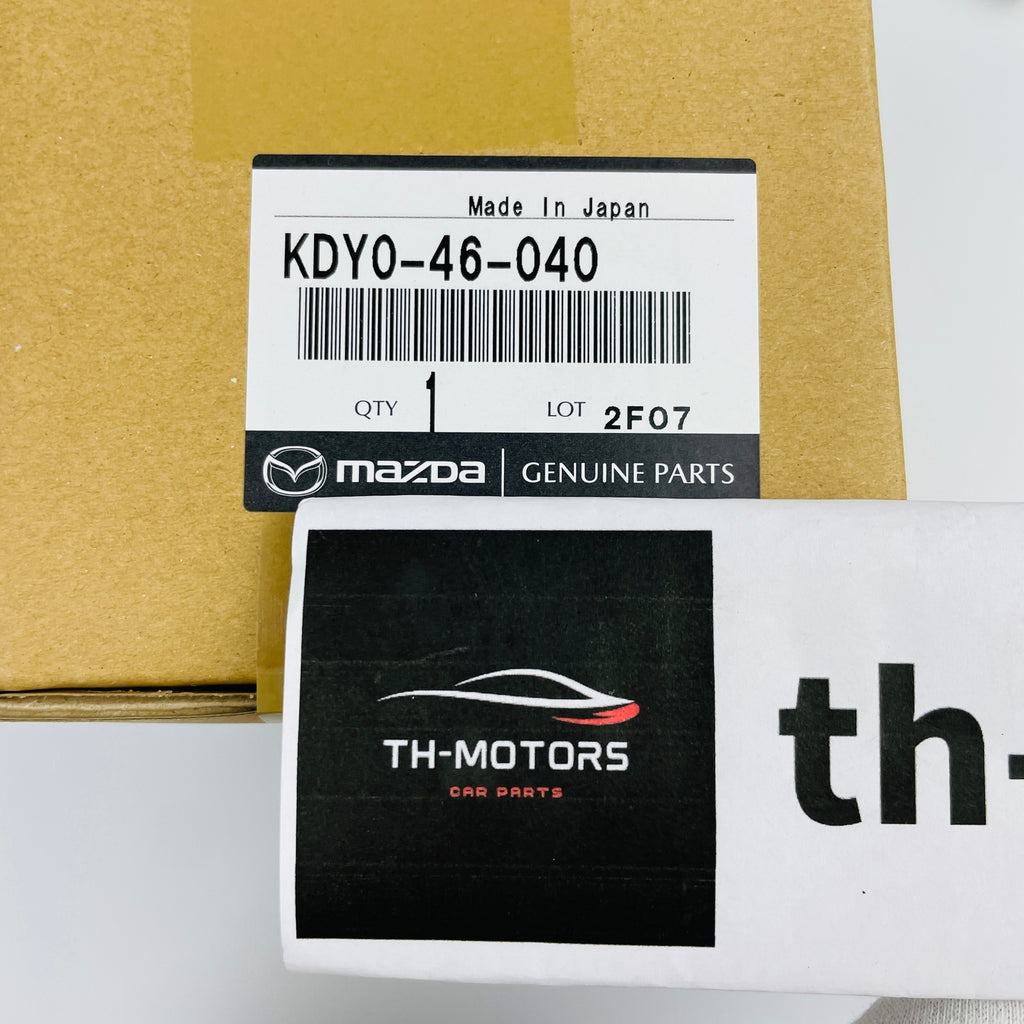 Made In Japan
KDY0-46-040
QTY 1 LOT 2F07
mazda GENUINE PARTS
TH-MOTORS
CAR PARTS
th-